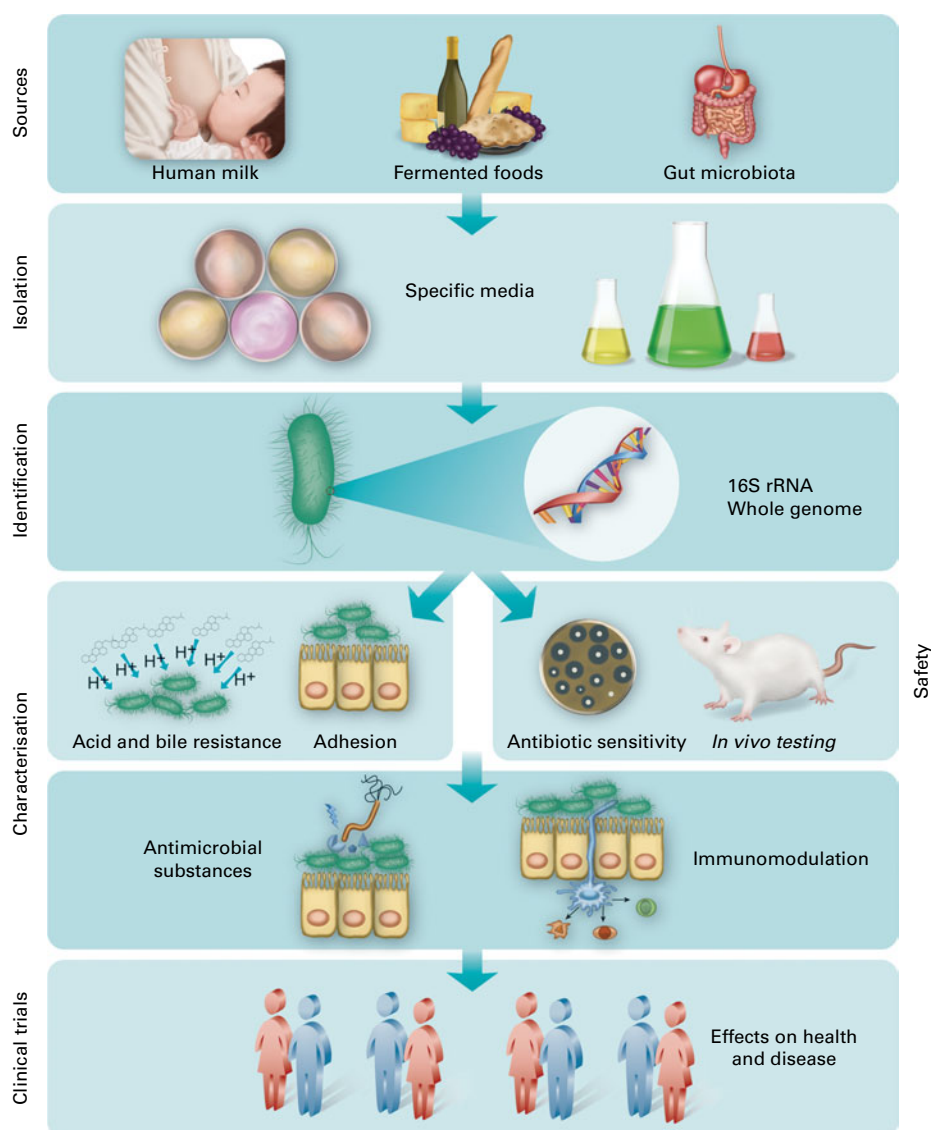 Sources
Human milk
Fermented foods
Gut microbiota
Isolation
Specific media
Identification
16S rRNA
Whole genome
Characterisation
H+
H+
H+
H+
H+
H+
Acid and bile resistance
Adhesion
Antibiotic sensitivity
In vivo testing
Safety
Antimicrobial
substances
Immunomodulation
Clinical trials
Effects on health
and disease